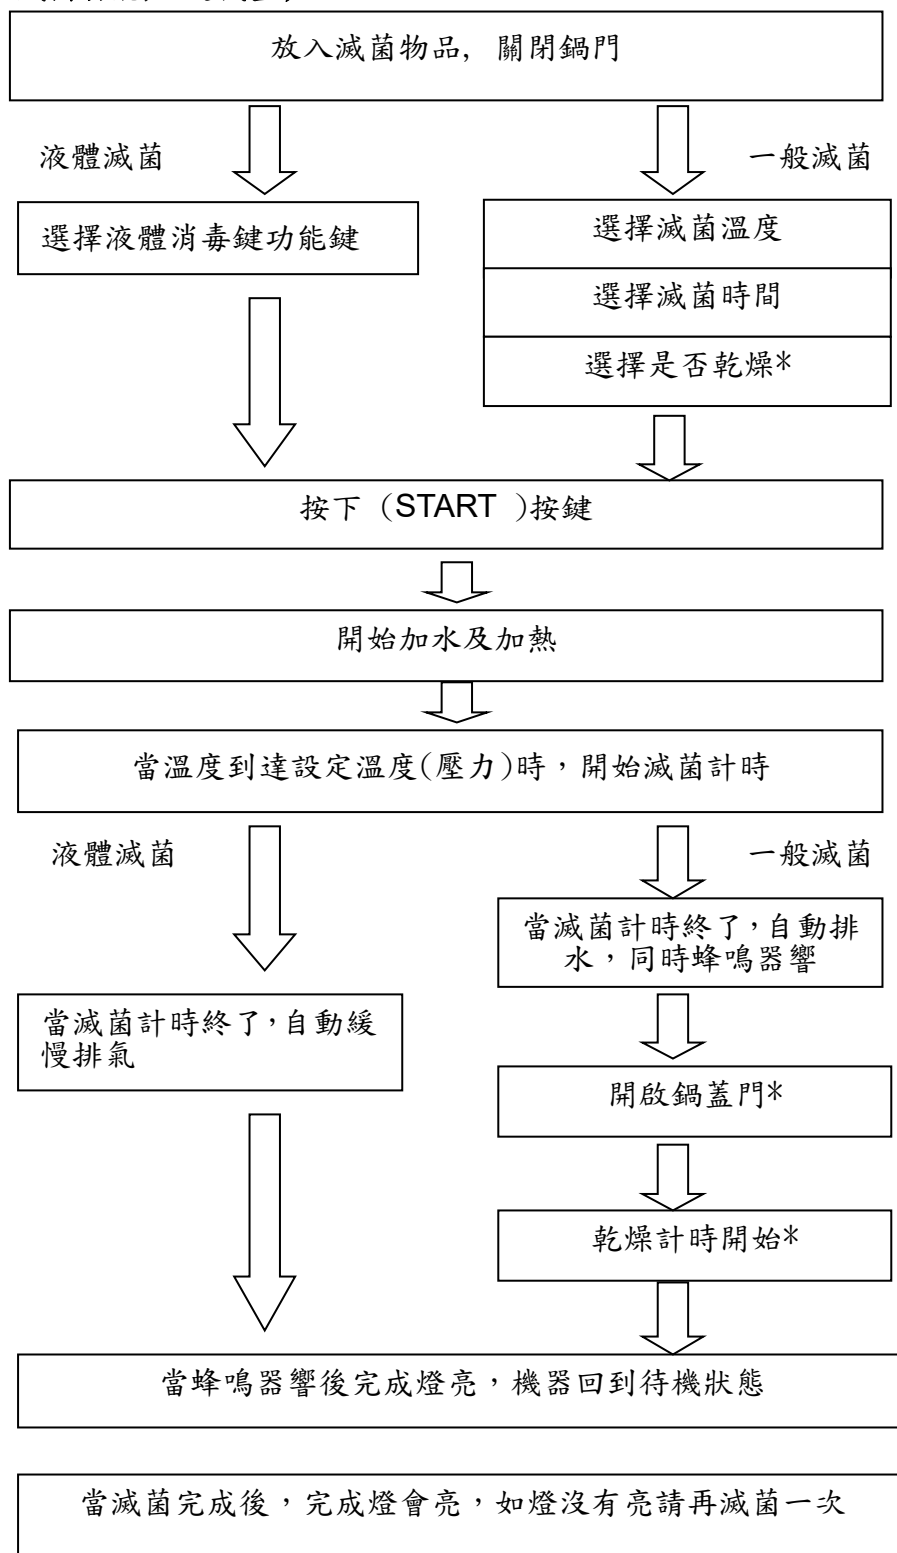 放入滅菌物品, 關閉鍋門
液體滅菌
一般滅菌
選擇液體消毒鍵功能鍵
選擇滅菌溫度
選擇滅菌時間
選擇是否乾燥*
按下 (START )按鍵
開始加水及加熱
當溫度到達設定溫度(壓力)時,開始滅菌計時
液體滅菌
一般滅菌
當滅菌計時終了,自動緩
慢排氣
當滅菌計時終了,自動排
水,同時蜂鳴器響
開啟鍋蓋門*
乾燥計時開始*
當蜂鳴器響後完成燈亮,機器回到待機狀態
當滅菌完成後,完成燈會亮,如燈沒有亮請再滅菌一次